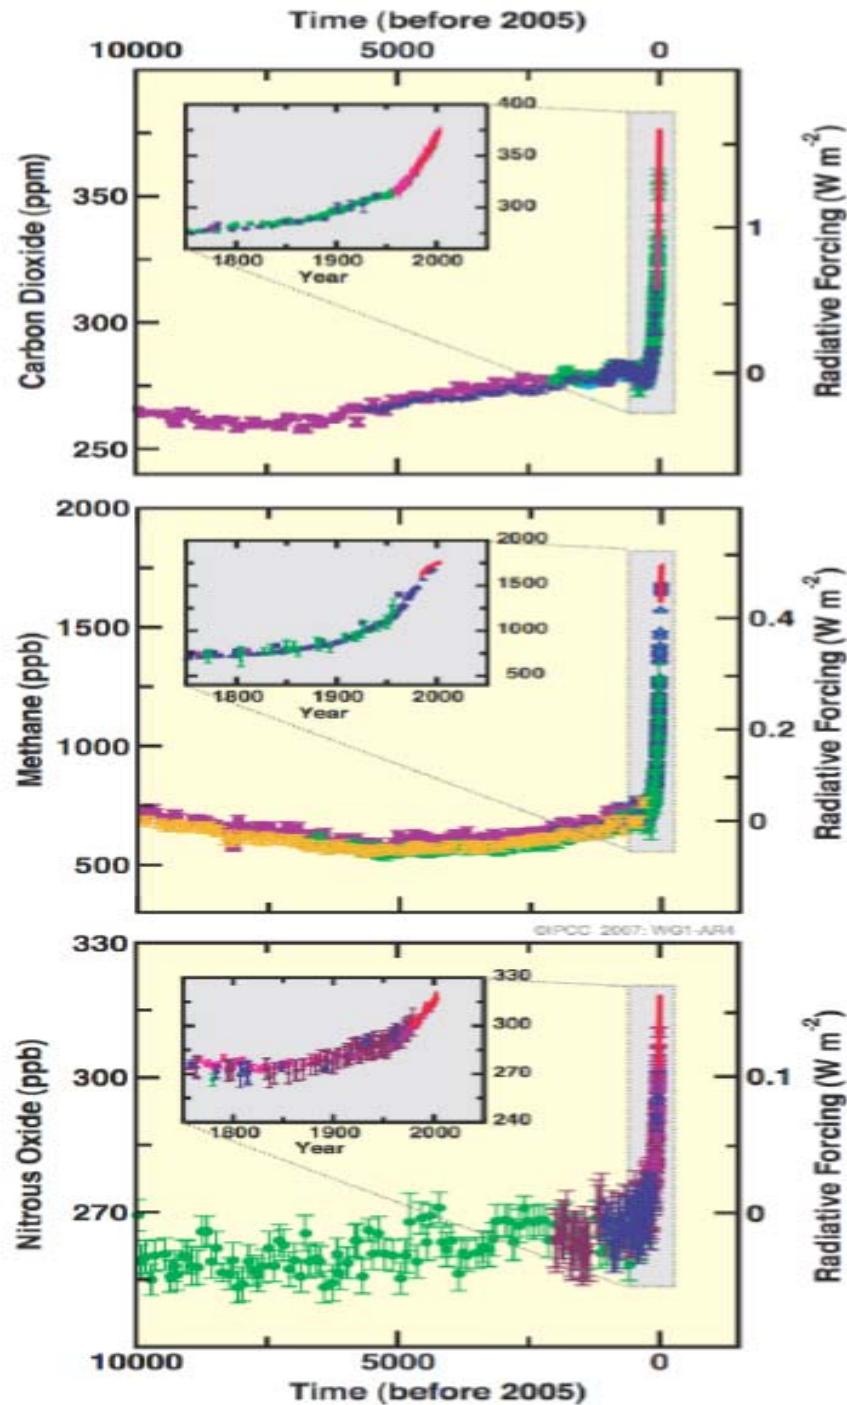 Time (before 2005)
10000 5000 0
Carbon Dioxide (ppm)
350
300
250
400
350
300
1800 1900 2000
Year
1
0
Radiative Forcing (W m-2)
Methane (ppb)
2000
1500
1000
500
2000
1500
1000
500
1800 1900 2000
Year
0.4
0.2
0
Radiative Forcing (W m-2)
©IPCC 2007: WG1-AR4
Nitrous Oxide (ppb)
330
300
270
330
300
270
240
1800 1900 2000
Year
0.1
0
Radiative Forcing (W m-2)
10000 5000 0
Time (before 2005)